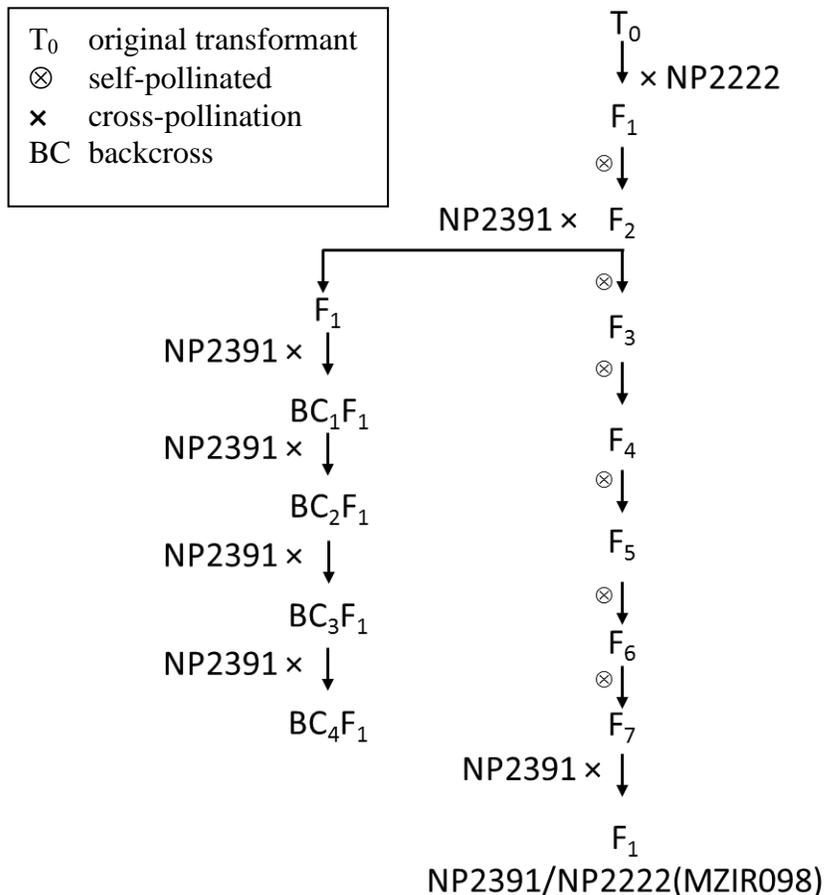 T₀ original transformant
⊗ self-pollinated
× cross-pollination
BC backcross
T₀
× NP2222
F₁
⊗
NP2391 × F₂
⊗
F₁
F₃
NP2391 ×
⊗
BC₁F₁
F₄
NP2391 ×
⊗
BC₂F₁
F₅
NP2391 ×
⊗
BC₃F₁
F₆
NP2391 ×
⊗
BC₄F₁
F₇
NP2391 ×
F₁
NP2391/NP2222(MZIR098)